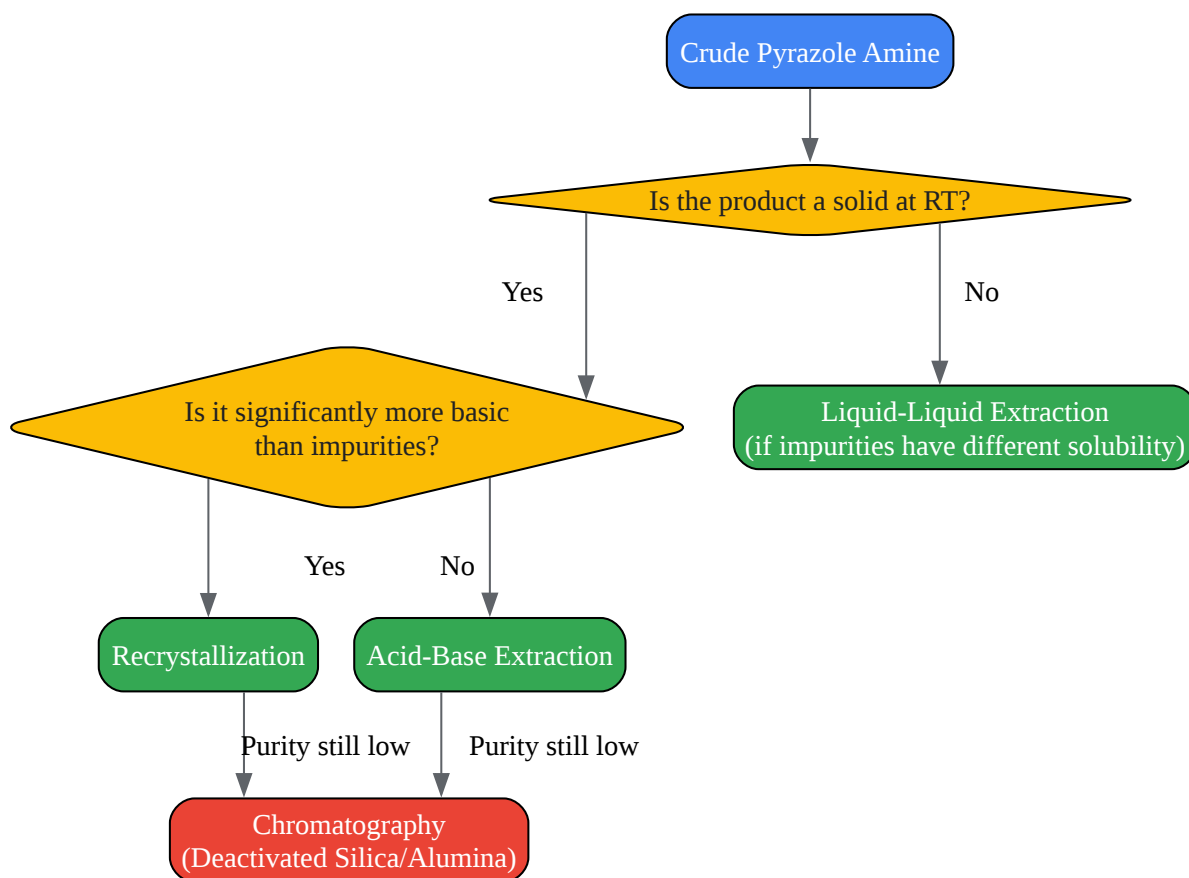 Crude Pyrazole Amine
Is the product a solid at RT?
Yes
No
Is it significantly more basic
than impurities?
Liquid-Liquid Extraction
(if impurities have different solubility)
Yes
No
Recrystallization
Acid-Base Extraction
Purity still low
Purity still low
Chromatography
(Deactivated Silica/Alumina)